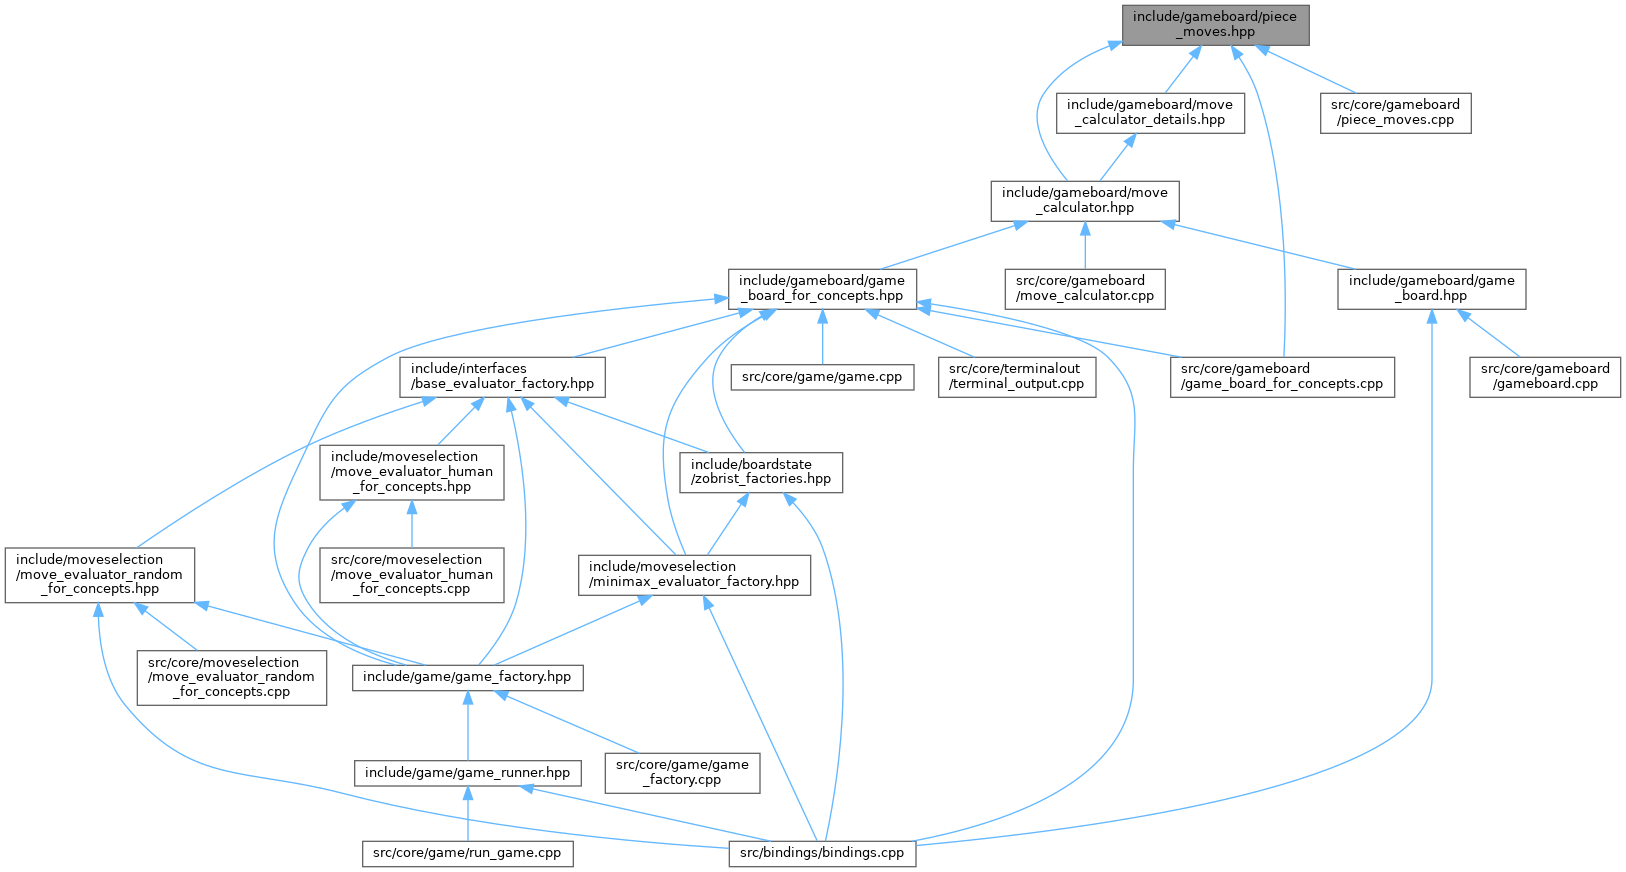 include/gameboard/piece
_moves.hpp
include/gameboard/move
_calculator_details.hpp
src/core/gameboard
/piece_moves.cpp
include/gameboard/move
_calculator.hpp
include/gameboard/game
_board_for_concepts.hpp
src/core/gameboard
/move_calculator.cpp
include/gameboard/game
_board.hpp
include/interfaces
/base_evaluator_factory.hpp
src/core/game/game.cpp
src/core/terminalout
/terminal_output.cpp
src/core/gameboard
/game_board_for_concepts.cpp
src/core/gameboard
/gameboard.cpp
include/moveselection
/move_evaluator_human
_for_concepts.hpp
include/boardstate
/zobrist_factories.hpp
include/moveselection
/move_evaluator_random
_for_concepts.hpp
src/core/moveselection
/move_evaluator_human
_for_concepts.cpp
include/moveselection
/minimax_evaluator_factory.hpp
src/core/moveselection
/move_evaluator_random
_for_concepts.cpp
include/game/game_factory.hpp
include/game/game_runner.hpp
src/core/game/game
_factory.cpp
src/core/game/run_game.cpp
src/bindings/bindings.cpp